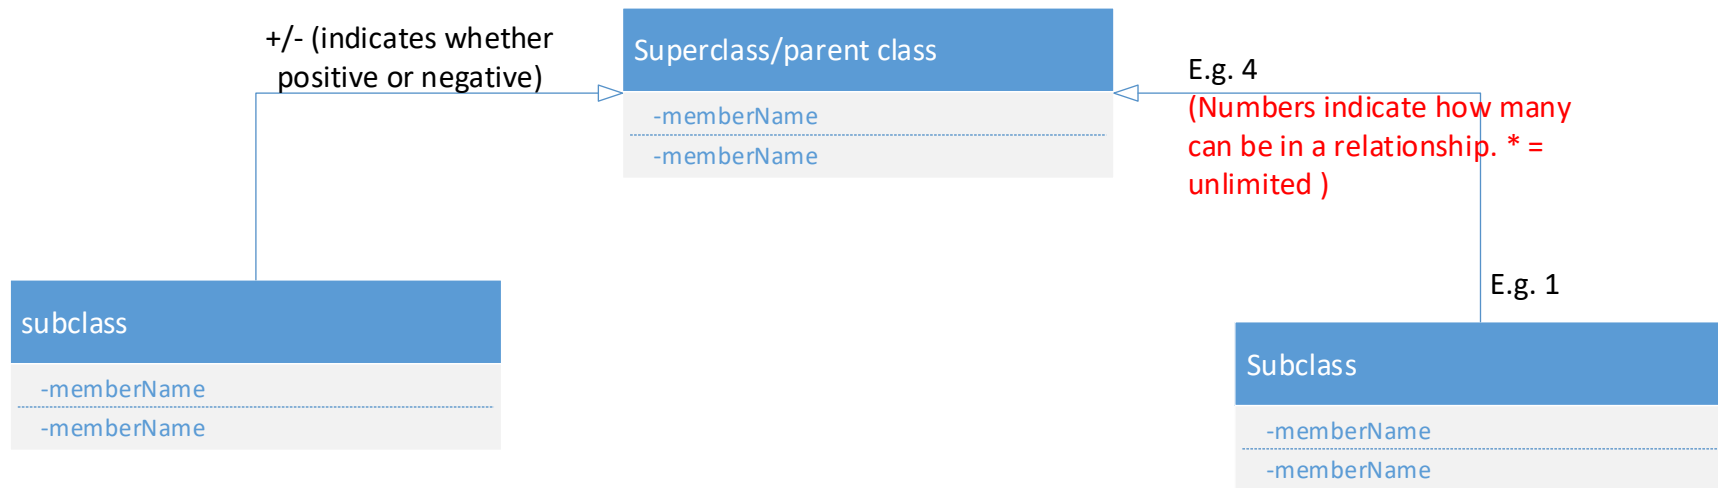 +/- (indicates whether
positive or negative)
Superclass/parent class
-memberName
-memberName
E.g. 4
(Numbers indicate how many
can be in a relationship. * =
unlimited )
E.g. 1
subclass
-memberName
-memberName
Subclass
-memberName
-memberName